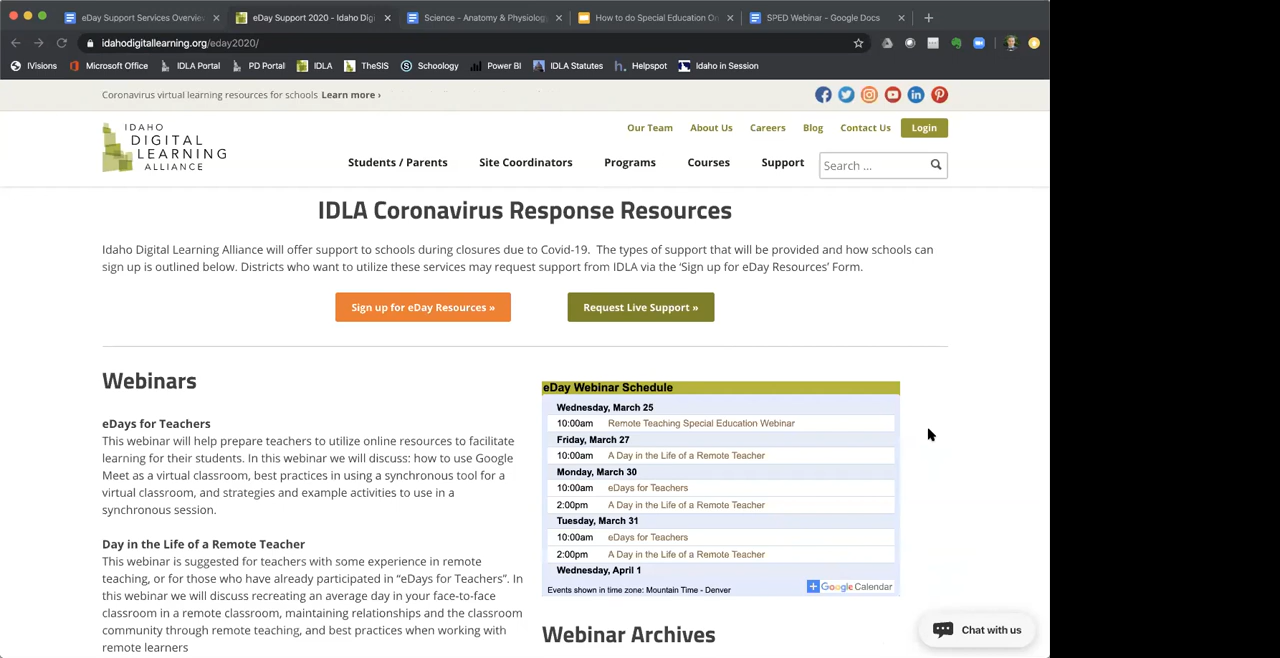 eDay Support Services Overview
eDay Support 2020 - Idaho Digi
Science - Anatomy & Physiology
How to do Special Education On
SPED Webinar - Google Docs
idahodigitallearning.org/eday2020/
IVisions
Microsoft Office
IDLA Portal
PD Portal
IDLA
TheSIS
Schoology
Power BI
IDLA Statutes
Helpspot
Idaho in Session
Coronavirus virtual learning resources for schools Learn more ›
IDAHO
DIGITAL
LEARNING
ALLIANCE
Our Team
About Us
Careers
Blog
Contact Us
Login
Students / Parents
Site Coordinators
Programs
Courses
Support
Search ...
IDLA Coronavirus Response Resources
Idaho Digital Learning Alliance will offer support to schools during closures due to Covid-19. The types of support that will be provided and how schools can
sign up is outlined below. Districts who want to utilize these services may request support from IDLA via the ‘Sign up for eDay Resources’ Form.
Sign up for eDay Resources »
Request Live Support »
Webinars
eDays for Teachers
This webinar will help prepare teachers to utilize online resources to facilitate
learning for their students. In this webinar we will discuss: how to use Google
Meet as a virtual classroom, best practices in using a synchronous tool for a
virtual classroom, and strategies and example activities to use in a
synchronous session.
Day in the Life of a Remote Teacher
This webinar is suggested for teachers with some experience in remote
teaching, or for those who have already participated in “eDays for Teachers”. In
this webinar we will discuss recreating an average day in your face-to-face
classroom in a remote classroom, maintaining relationships and the classroom
community through remote teaching, and best practices when working with
remote learners
eDay Webinar Schedule
Wednesday, March 25
10:00am Remote Teaching Special Education Webinar
Friday, March 27
10:00am A Day in the Life of a Remote Teacher
Monday, March 30
10:00am eDays for Teachers
2:00pm A Day in the Life of a Remote Teacher
Tuesday, March 31
10:00am eDays for Teachers
2:00pm A Day in the Life of a Remote Teacher
Wednesday, April 1
Events shown in time zone: Mountain Time - Denver
Google Calendar
Webinar Archives
Chat with us